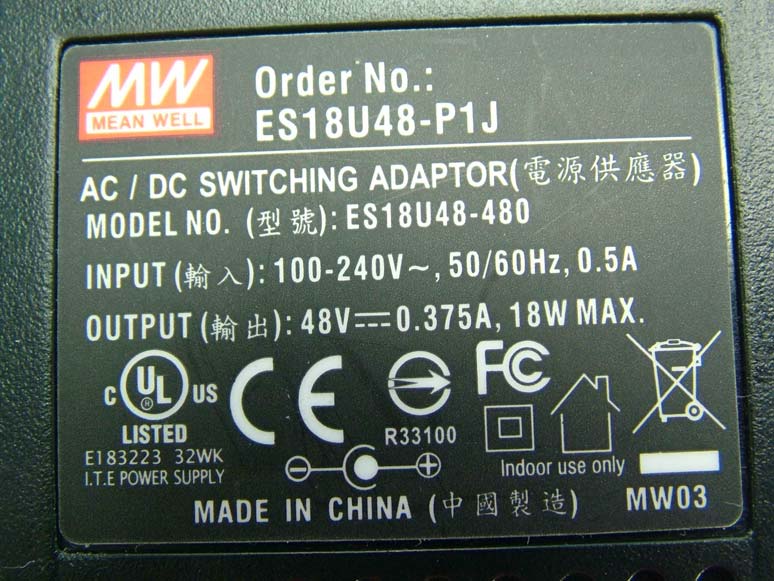 MW
MEAN WELL
Order No.:
ES18U48-P1J
AC / DC SWITCHING ADAPTOR(電源供應器)
MODEL NO. (型號): ES18U48-480
INPUT (輸入): 100-240V~, 50/60Hz, 0.5A
OUTPUT (輸出): 48V⎓0.375A, 18W MAX.
C UL US
LISTED
E183223 32WK
I.T.E POWER SUPPLY
CE
R33100
FC
Indoor use only
MADE IN CHINA (中國製造)
MW03